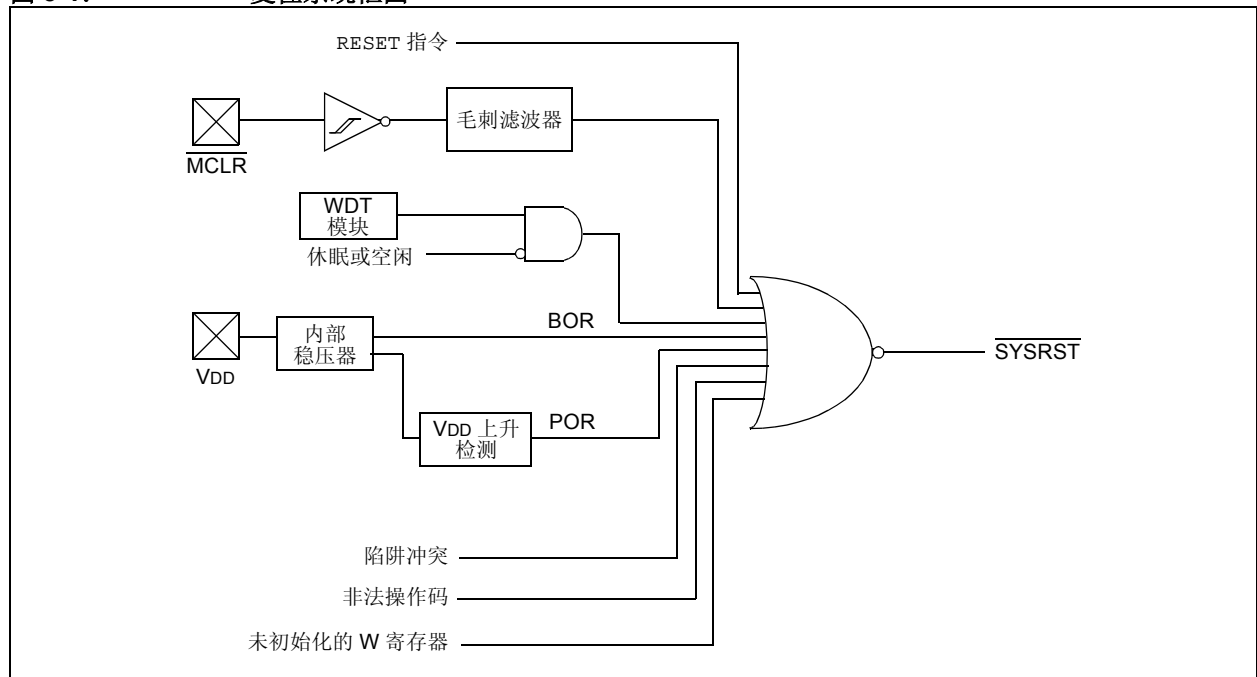 RESET 指令
毛刺滤波器
MCLR
WDT
模块
休眠或空闲
BOR
内部
稳压器
VDD
SYSRST
POR
VDD 上升
检测
陷阱冲突
非法操作码
未初始化的 W 寄存器